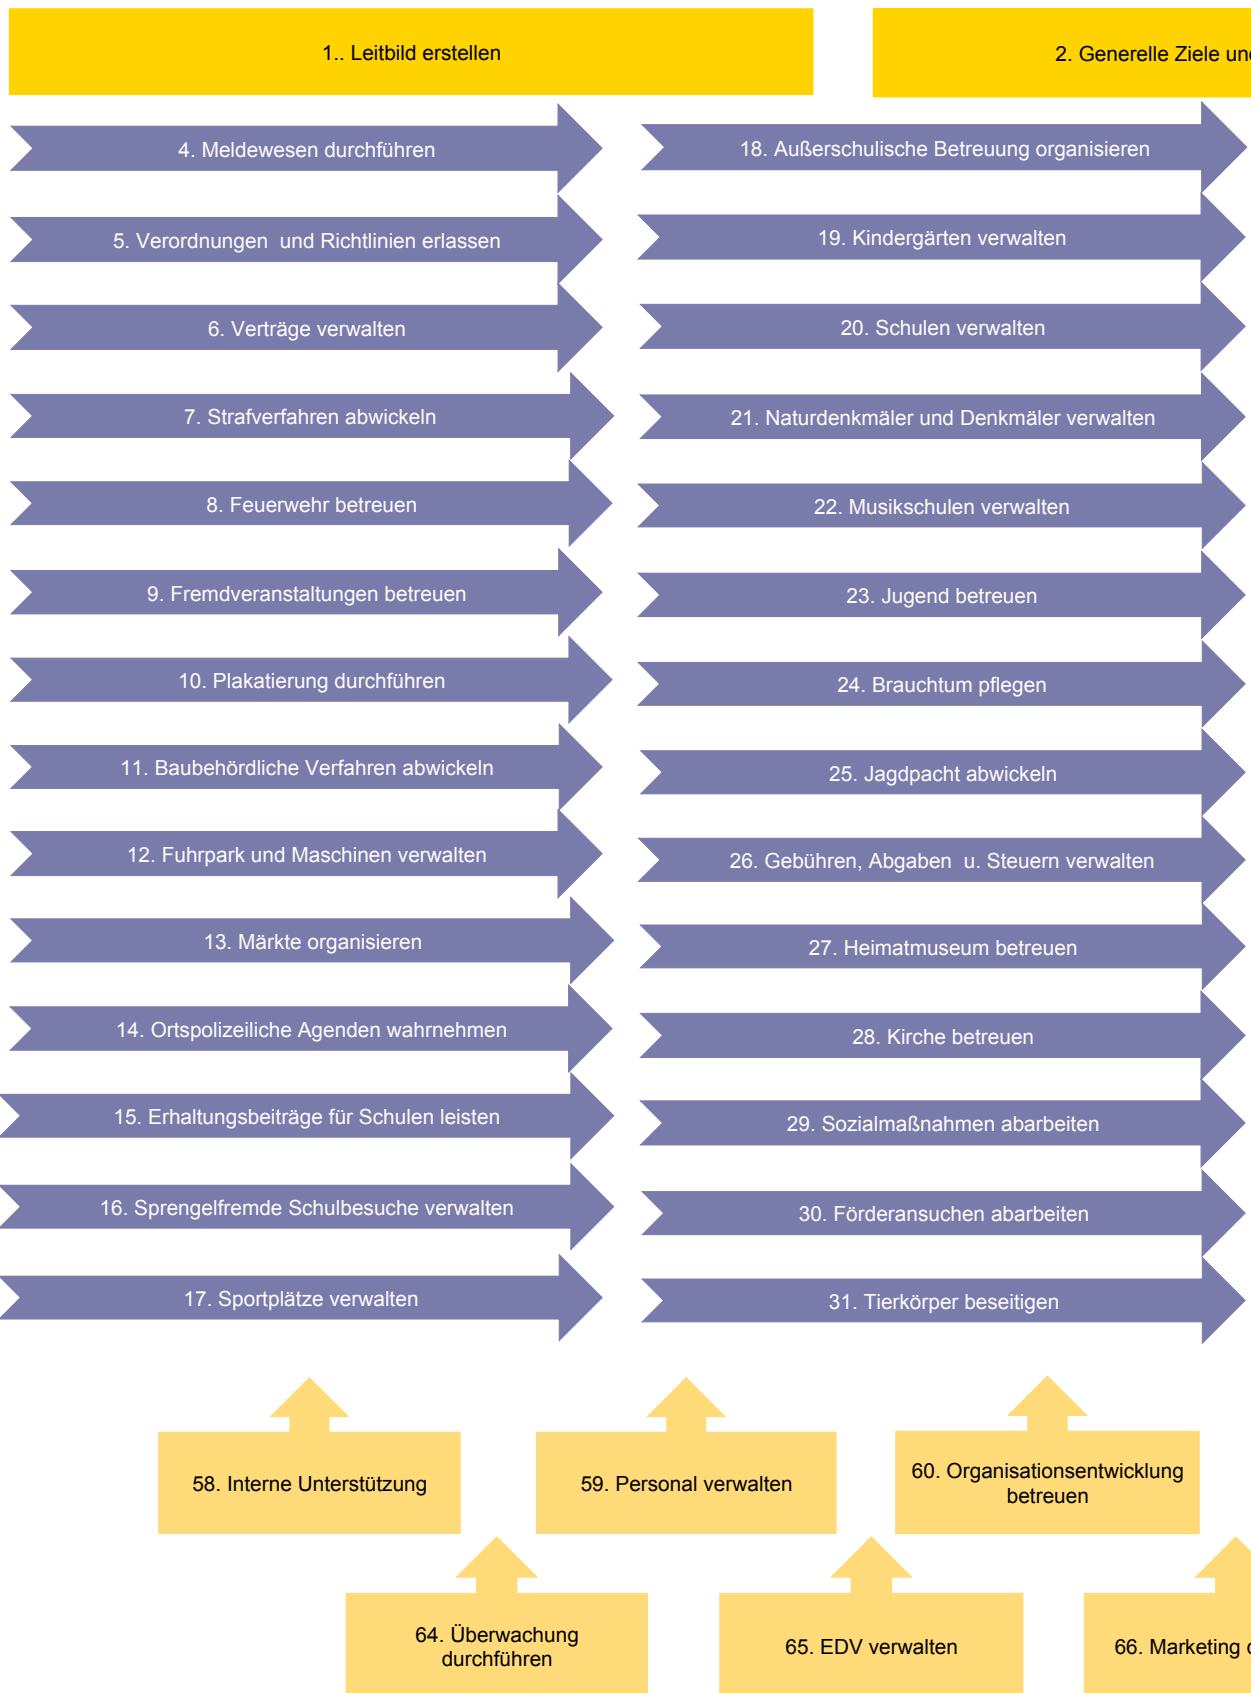 1.. Leitbild erstellen
2. Generelle Ziele und
4. Meldewesen durchführen
5. Verordnungen  und Richtlinien erlassen
6. Verträge verwalten
7. Strafverfahren abwickeln
8. Feuerwehr betreuen
9. Fremdveranstaltungen betreuen
10. Plakatierung durchführen
11. Baubehördliche Verfahren abwickeln
12. Fuhrpark und Maschinen verwalten
13. Märkte organisieren
14. Ortspolizeiliche Agenden wahrnehmen
15. Erhaltungsbeiträge für Schulen leisten
16. Sprengelfremde Schulbesuche verwalten
17. Sportplätze verwalten
18. Außerschulische Betreuung organisieren
19. Kindergärten verwalten
20. Schulen verwalten
21. Naturdenkmäler und Denkmäler verwalten
22. Musikschulen verwalten
23. Jugend betreuen
24. Brauchtum pflegen
25. Jagdpacht abwickeln
26. Gebühren, Abgaben  u. Steuern verwalten
27. Heimatmuseum betreuen
28. Kirche betreuen
29. Sozialmaßnahmen abarbeiten
30. Förderansuchen abarbeiten
31. Tierkörper beseitigen
58. Interne Unterstützung
59. Personal verwalten
60. Organisationsentwicklung
betreuen
64. Überwachung
durchführen
65. EDV verwalten
66. Marketing